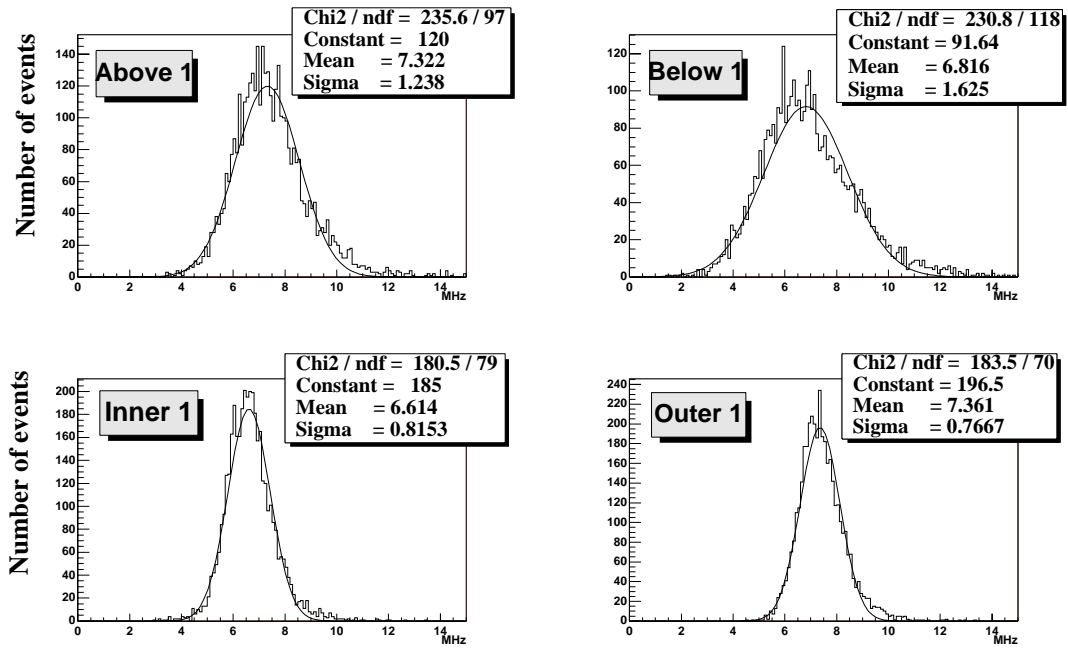 Chi2 / ndf = 235.6 / 97
Constant = 120
Mean = 7.322
Sigma = 1.238
Above 1
Number of events
140
120
100
80
60
40
20
0
0 2 4 6 8 10 12 14
MHz
Chi2 / ndf = 230.8 / 118
Constant = 91.64
Mean = 6.816
Sigma = 1.625
Below 1
120
100
80
60
40
20
0
0 2 4 6 8 10 12 14
MHz
Chi2 / ndf = 180.5 / 79
Constant = 185
Mean = 6.614
Sigma = 0.8153
Inner 1
Number of events
200
180
160
140
120
100
80
60
40
20
0
0 2 4 6 8 10 12 14
MHz
Chi2 / ndf = 183.5 / 70
Constant = 196.5
Mean = 7.361
Sigma = 0.7667
Outer 1
240
220
200
180
160
140
120
100
80
60
40
20
0
0 2 4 6 8 10 12 14
MHz